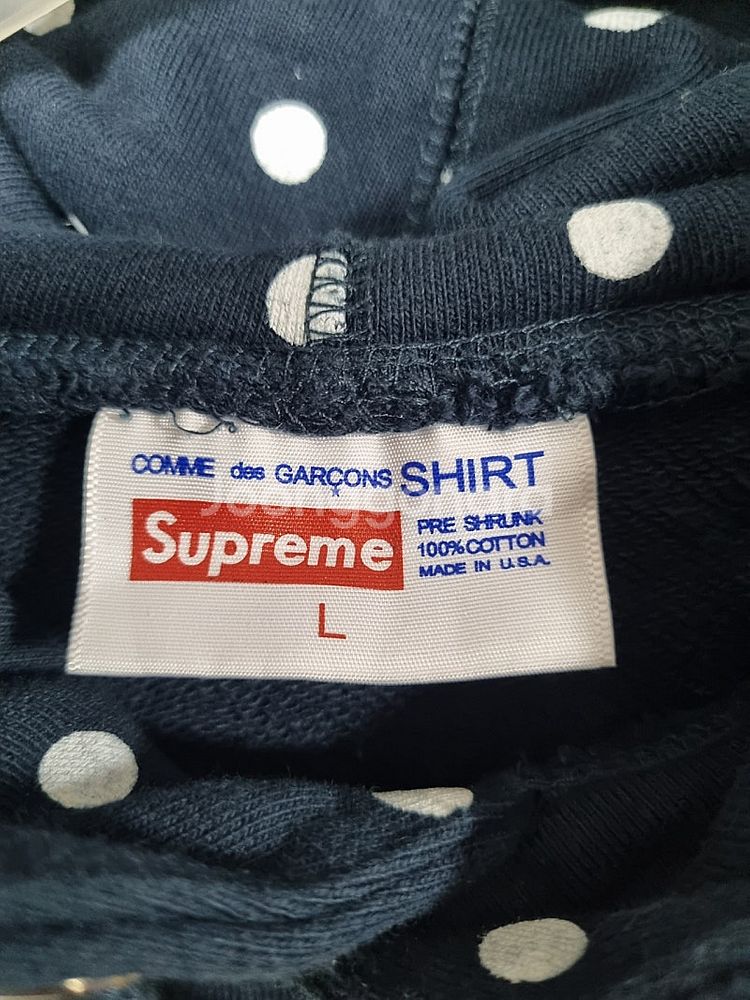 COMME des GARÇONS SHIRT
Supreme
PRE SHRUNK
100% COTTON
MADE IN U.S.A.
L